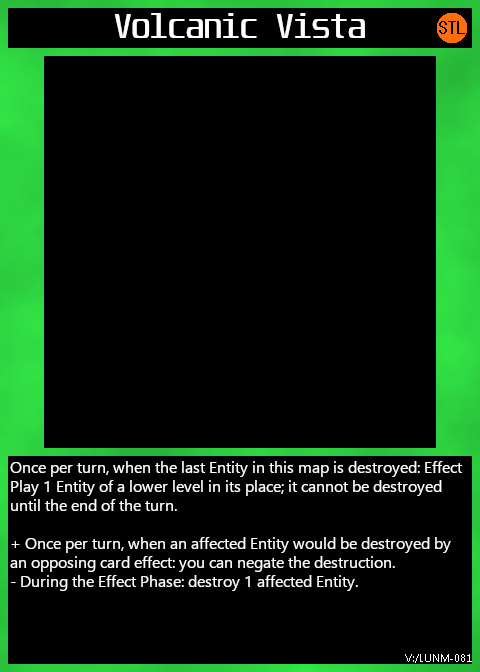 Volcanic Vista
STL
Once per turn, when the last Entity in this map is destroyed: Effect
Play 1 Entity of a lower level in its place; it cannot be destroyed
until the end of the turn.
+ Once per turn, when an affected Entity would be destroyed by
an opposing card effect: you can negate the destruction.
- During the Effect Phase: destroy 1 affected Entity.
V:/LUNM-081